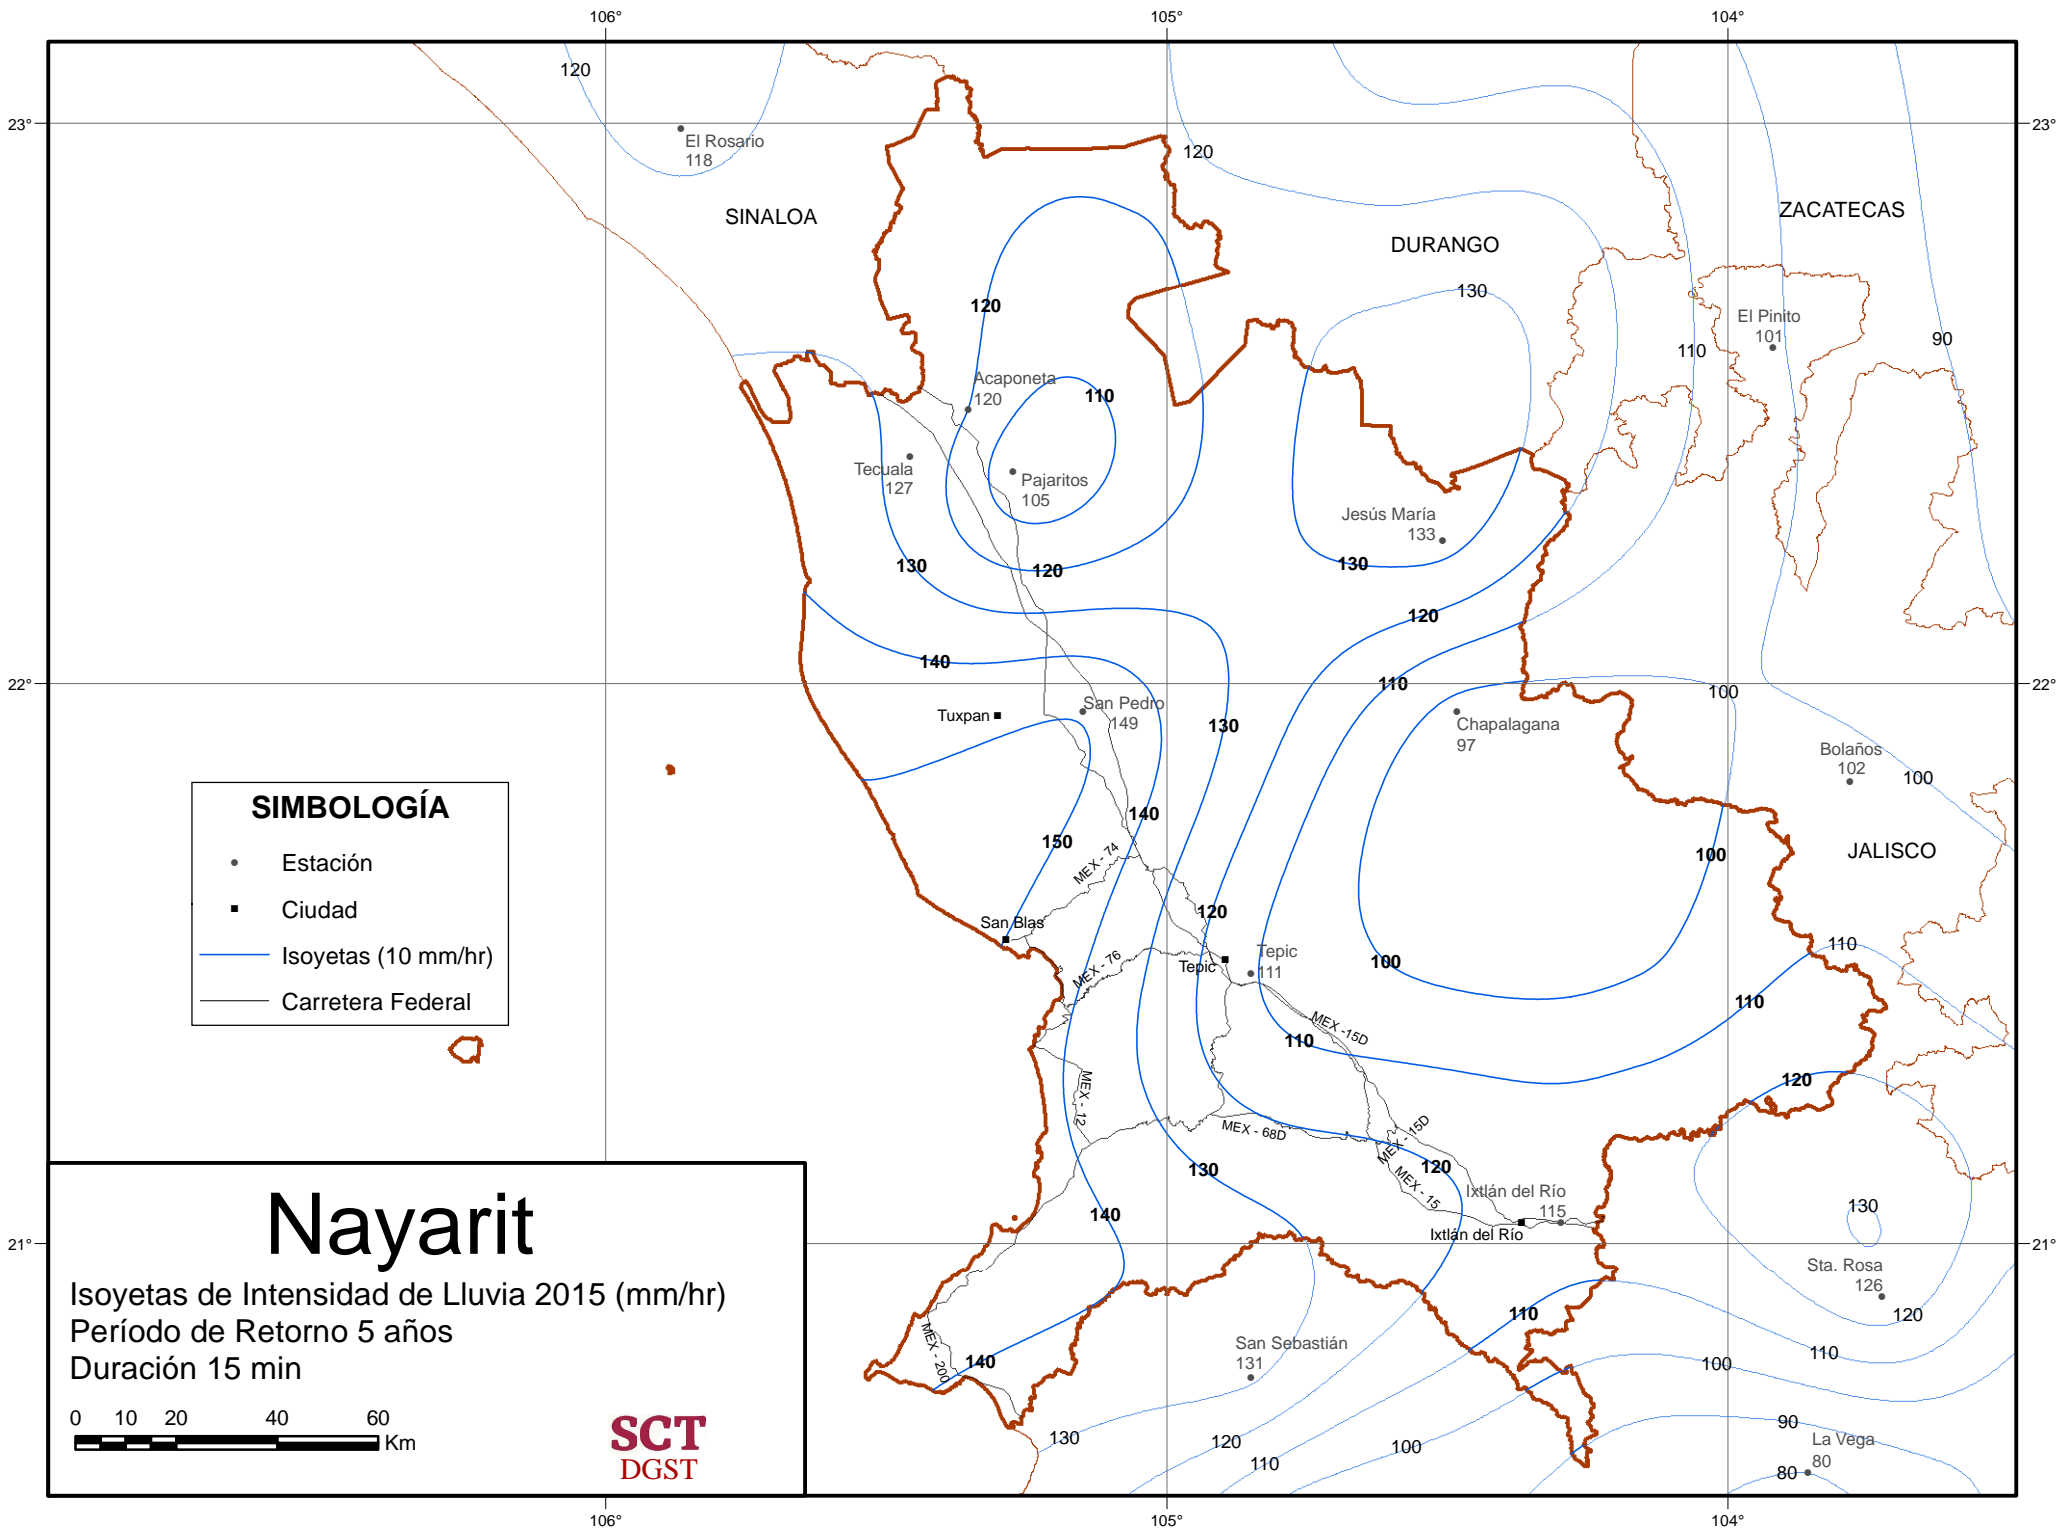 106°
105°
104°
120
23°
23°
El Rosario
118
120
SINALOA
ZACATECAS
DURANGO
130
120
El Pinito
101
90
110
Acaponeta
120
110
Tecuala
127
Pajaritos
105
Jesús María
133
130
120
130
120
140
22°
22°
110
100
San Pedro
149
Tuxpan
130
Chapalagana
97
Bolaños
102
100
SIMBOLOGÍA
Estación
Ciudad
Isoyetas (10 mm/hr)
Carretera Federal
140
150
MEX - 74
100
JALISCO
San Blas
120
110
Tepic
111
Tepic
100
MEX - 76
110
MEX -15D
110
MEX - 12
120
MEX - 68D
MEX - 15D
120
130
MEX - 15
Ixtlán del Río
115
Ixtlán del Río
140
130
21°
21°
Nayarit
Isoyetas de Intensidad de Lluvia 2015 (mm/hr)
Período de Retorno 5 años
Duración 15 min
0 10 20 40 60
Km
SCT
DGST
Sta. Rosa
126
120
110
110
MEX - 200
140
San Sebastián
131
100
130
120
110
100
90
La Vega
80
80
106°
105°
104°